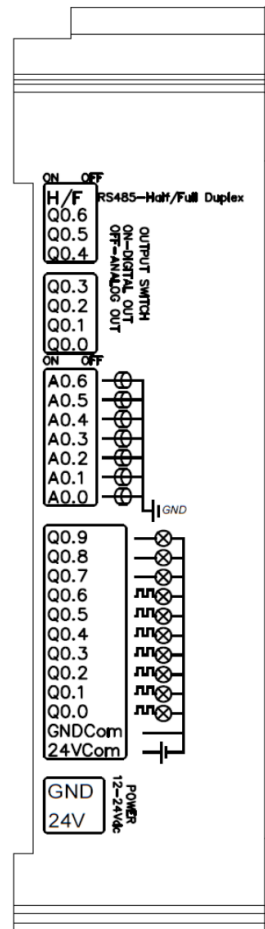 ON OFF
H/F RS485-Half/Full Duplex
Q0.6
Q0.5
Q0.4
OUTPUT SWITCH
ON-DIGITAL OUT
OFF-ANALOG OUT
Q0.3
Q0.2
Q0.1
Q0.0
ON OFF
A0.6
A0.5
A0.4
A0.3
A0.2
A0.1
A0.0
GND
Q0.9
Q0.8
Q0.7
Q0.6
Q0.5
Q0.4
Q0.3
Q0.2
Q0.1
Q0.0
GNDCom
24VCom
GND
24V
POWER
12-24Vdc